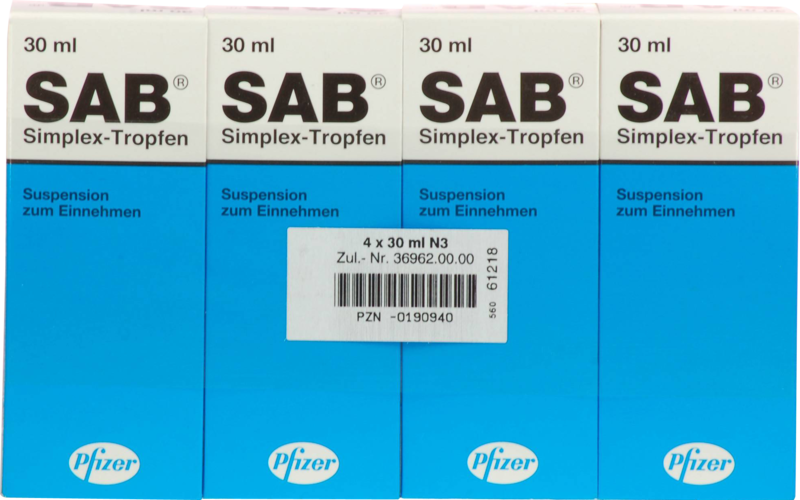 30 ml
SAB®
Simplex-Tropfen
Suspension
zum Einnehmen
Pfizer
30 ml
SAB®
Simplex-Tropfen
Suspension
zum Einnehmen
Pfizer
30 ml
SAB®
Simplex-Tropfen
Suspension
zum Einnehmen
Pfizer
30 ml
SAB®
Simplex-Tropfen
Suspension
zum Einnehmen
Pfizer
4 x 30 ml N3
Zul.- Nr. 36962.00.00
PZN -0190940
560 61218